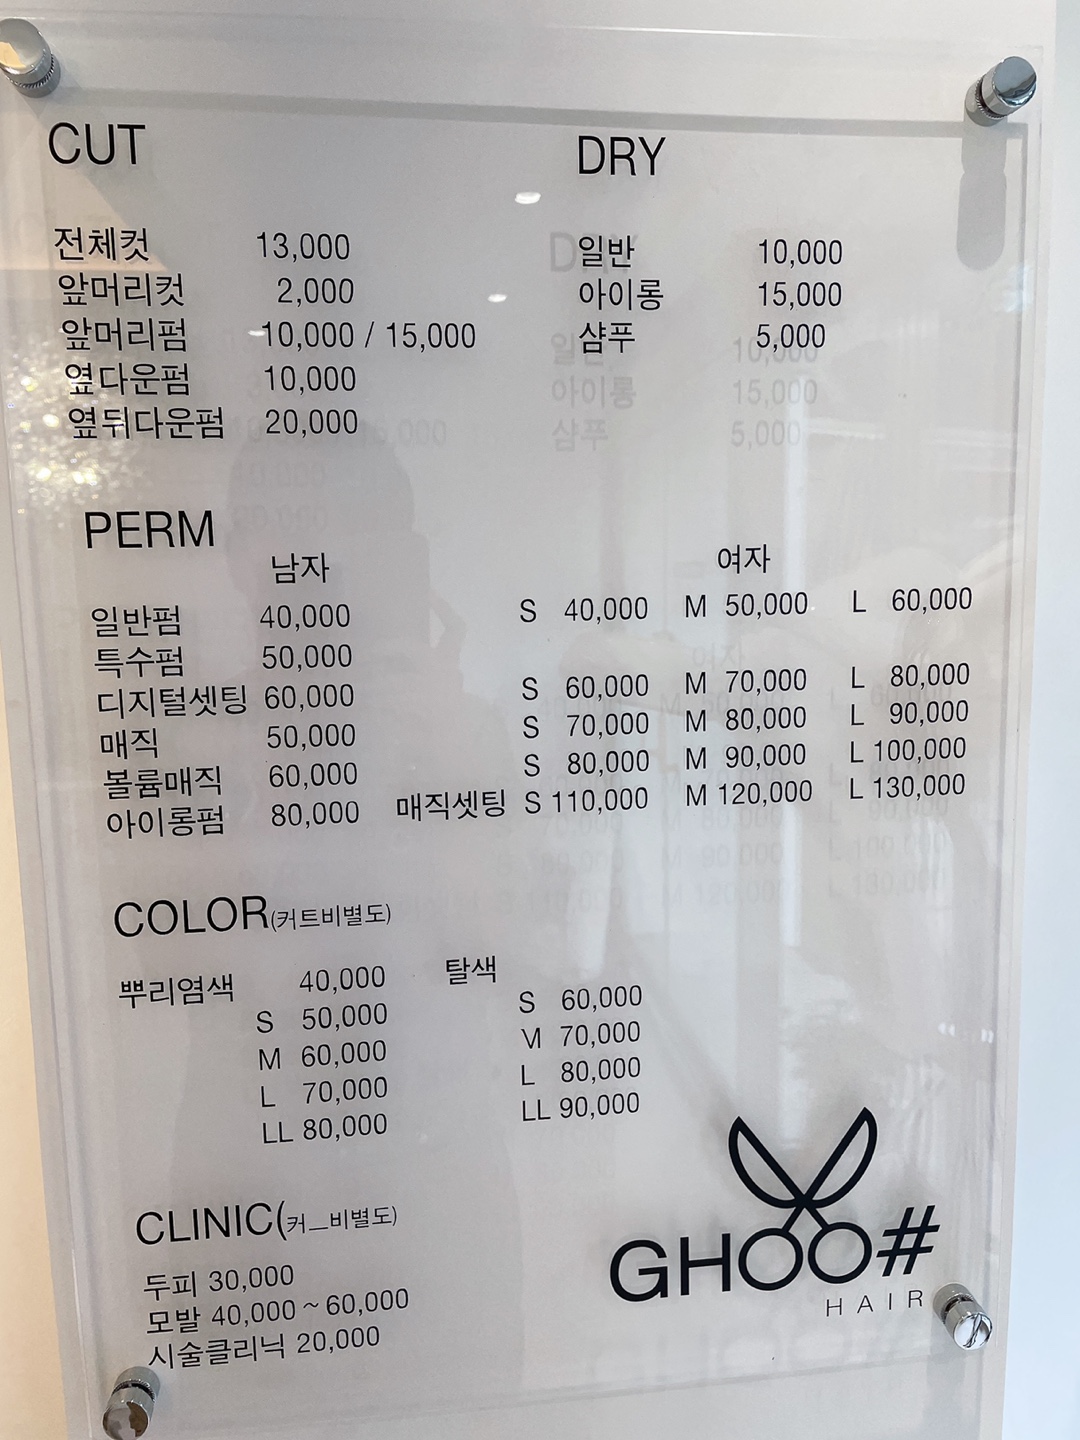 CUT
전체컷 13,000
앞머리컷 2,000
앞머리펌 10,000 / 15,000
옆다운펌 10,000
옆뒤다운펌 20,000
DRY
일반 10,000
아이롱 15,000
샴푸 5,000
PERM
남자 여자
일반펌 40,000 S 40,000 M 50,000 L 60,000
특수펌 50,000
디지털셋팅 60,000 S 60,000 M 70,000 L 80,000
매직 50,000 S 70,000 M 80,000 L 90,000
볼륨매직 60,000 S 80,000 M 90,000 L 100,000
아이롱펌 80,000 매직셋팅 S 110,000 M 120,000 L 130,000
COLOR(커트비별도)
뿌리염색 40,000
S 50,000
M 60,000
L 70,000
LL 80,000
탈색
S 60,000
M 70,000
L 80,000
LL 90,000
CLINIC(커ㅡ비별도)
두피 30,000
모발 40,000 ~ 60,000
시술클리닉 20,000
GHOO#
HAIR